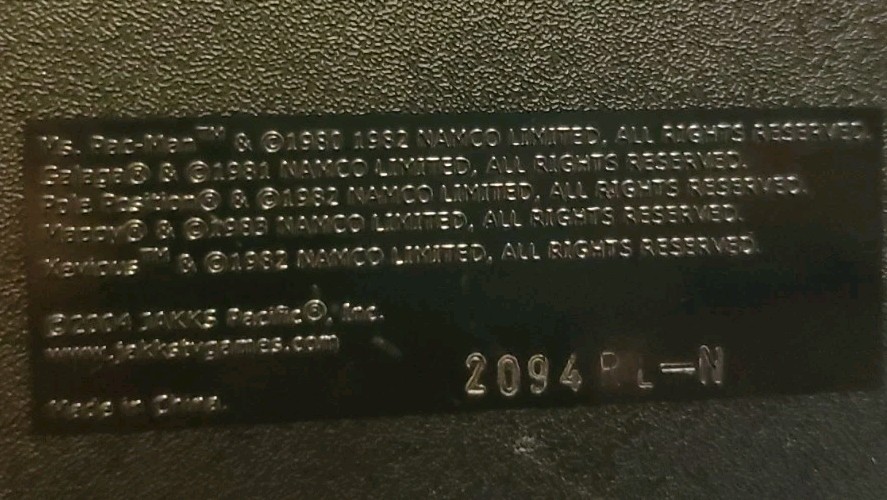 Ms. Pac-Man™ & ©1980 1982 NAMCO LIMITED, ALL RIGHTS RESERVED.
Galaga® & ©1981 NAMCO LIMITED, ALL RIGHTS RESERVED.
Pole Position® & ©1982 NAMCO LIMITED, ALL RIGHTS RESERVED.
Mappy® & ©1983 NAMCO LIMITED, ALL RIGHTS RESERVED.
Xevious™ & ©1982 NAMCO LIMITED, ALL RIGHTS RESERVED.
©2004 JAKKS Pacific®, Inc.
www.jakkstvgames.com
2094 RL-N
Made in China.